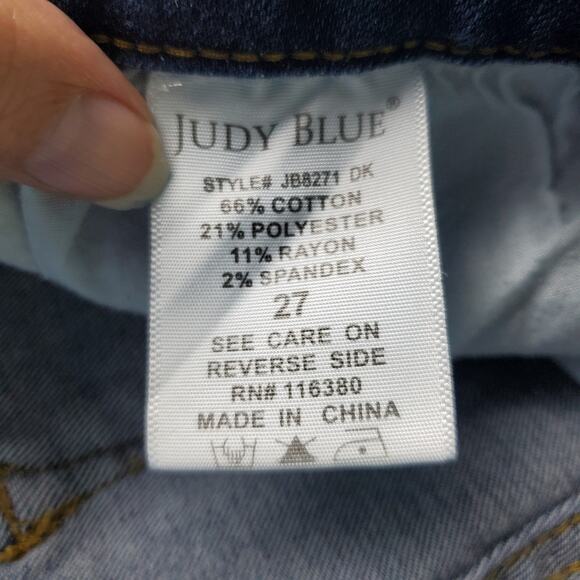 JUDY BLUE®
STYLE# JB8271 DK
66% COTTON
21% POLYESTER
11% RAYON
2% SPANDEX
27
SEE CARE ON
REVERSE SIDE
RN# 116380
MADE IN CHINA